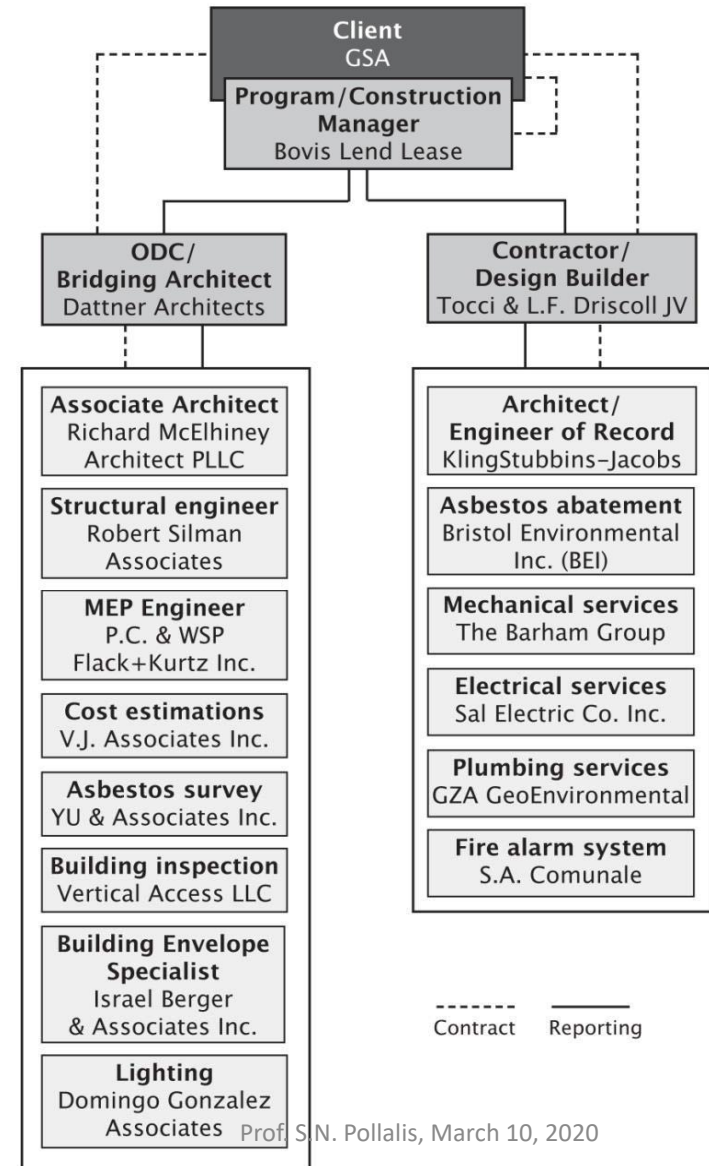 Client
GSA
Program/Construction
Manager
Bovis Lend Lease
ODC/
Bridging Architect
Dattner Architects
Contractor/
Design Builder
Tocci & L.F. Driscoll JV
Associate Architect
Richard McElhiney
Architect PLLC
Structural engineer
Robert Silman
Associates
MEP Engineer
P.C. & WSP
Flack+Kurtz Inc.
Cost estimations
V.J. Associates Inc.
Asbestos survey
YU & Associates Inc.
Building inspection
Vertical Access LLC
Building Envelope
Specialist
Israel Berger
& Associates Inc.
Lighting
Domingo Gonzalez
Associates
Architect/
Engineer of Record
KlingStubbins-Jacobs
Asbestos abatement
Bristol Environmental
Inc. (BEI)
Mechanical services
The Barham Group
Electrical services
Sal Electric Co. Inc.
Plumbing services
GZA GeoEnvironmental
Fire alarm system
S.A. Comunale
Contract Reporting
Prof. S.N. Pollalis, March 10, 2020